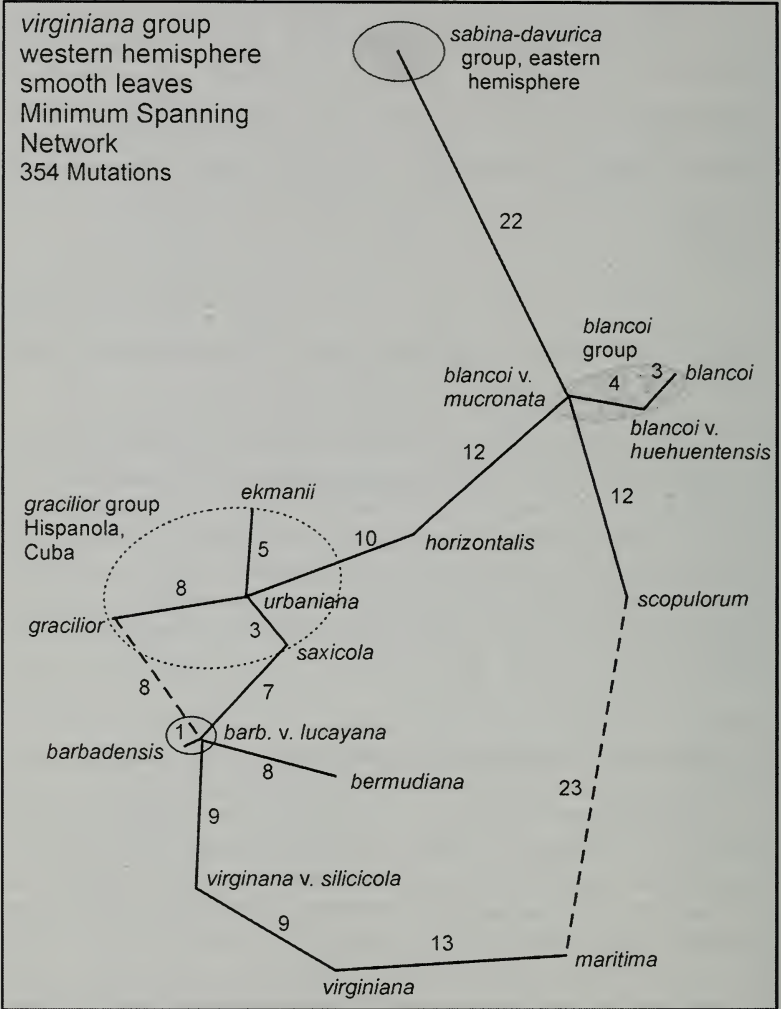 virginiana group
western hemisphere
smooth leaves
Minimum Spanning
Network
354 Mutations
sabina-davurica
group, eastern
hemisphere
22
blancoi
group
blancoi v.
mucronata
4
3
blancoi
blancoi v.
huehuentensis
12
12
gracilior group
Hispanola,
Cuba
ekmanii
5
10
horizontalis
8
urbaniana
scopulorum
gracilior
3
saxicola
8
7
1
barb. v. lucayana
barbadensis
8
bermudiana
23
9
virginana v. silicicola
9
13
maritima
virginiana